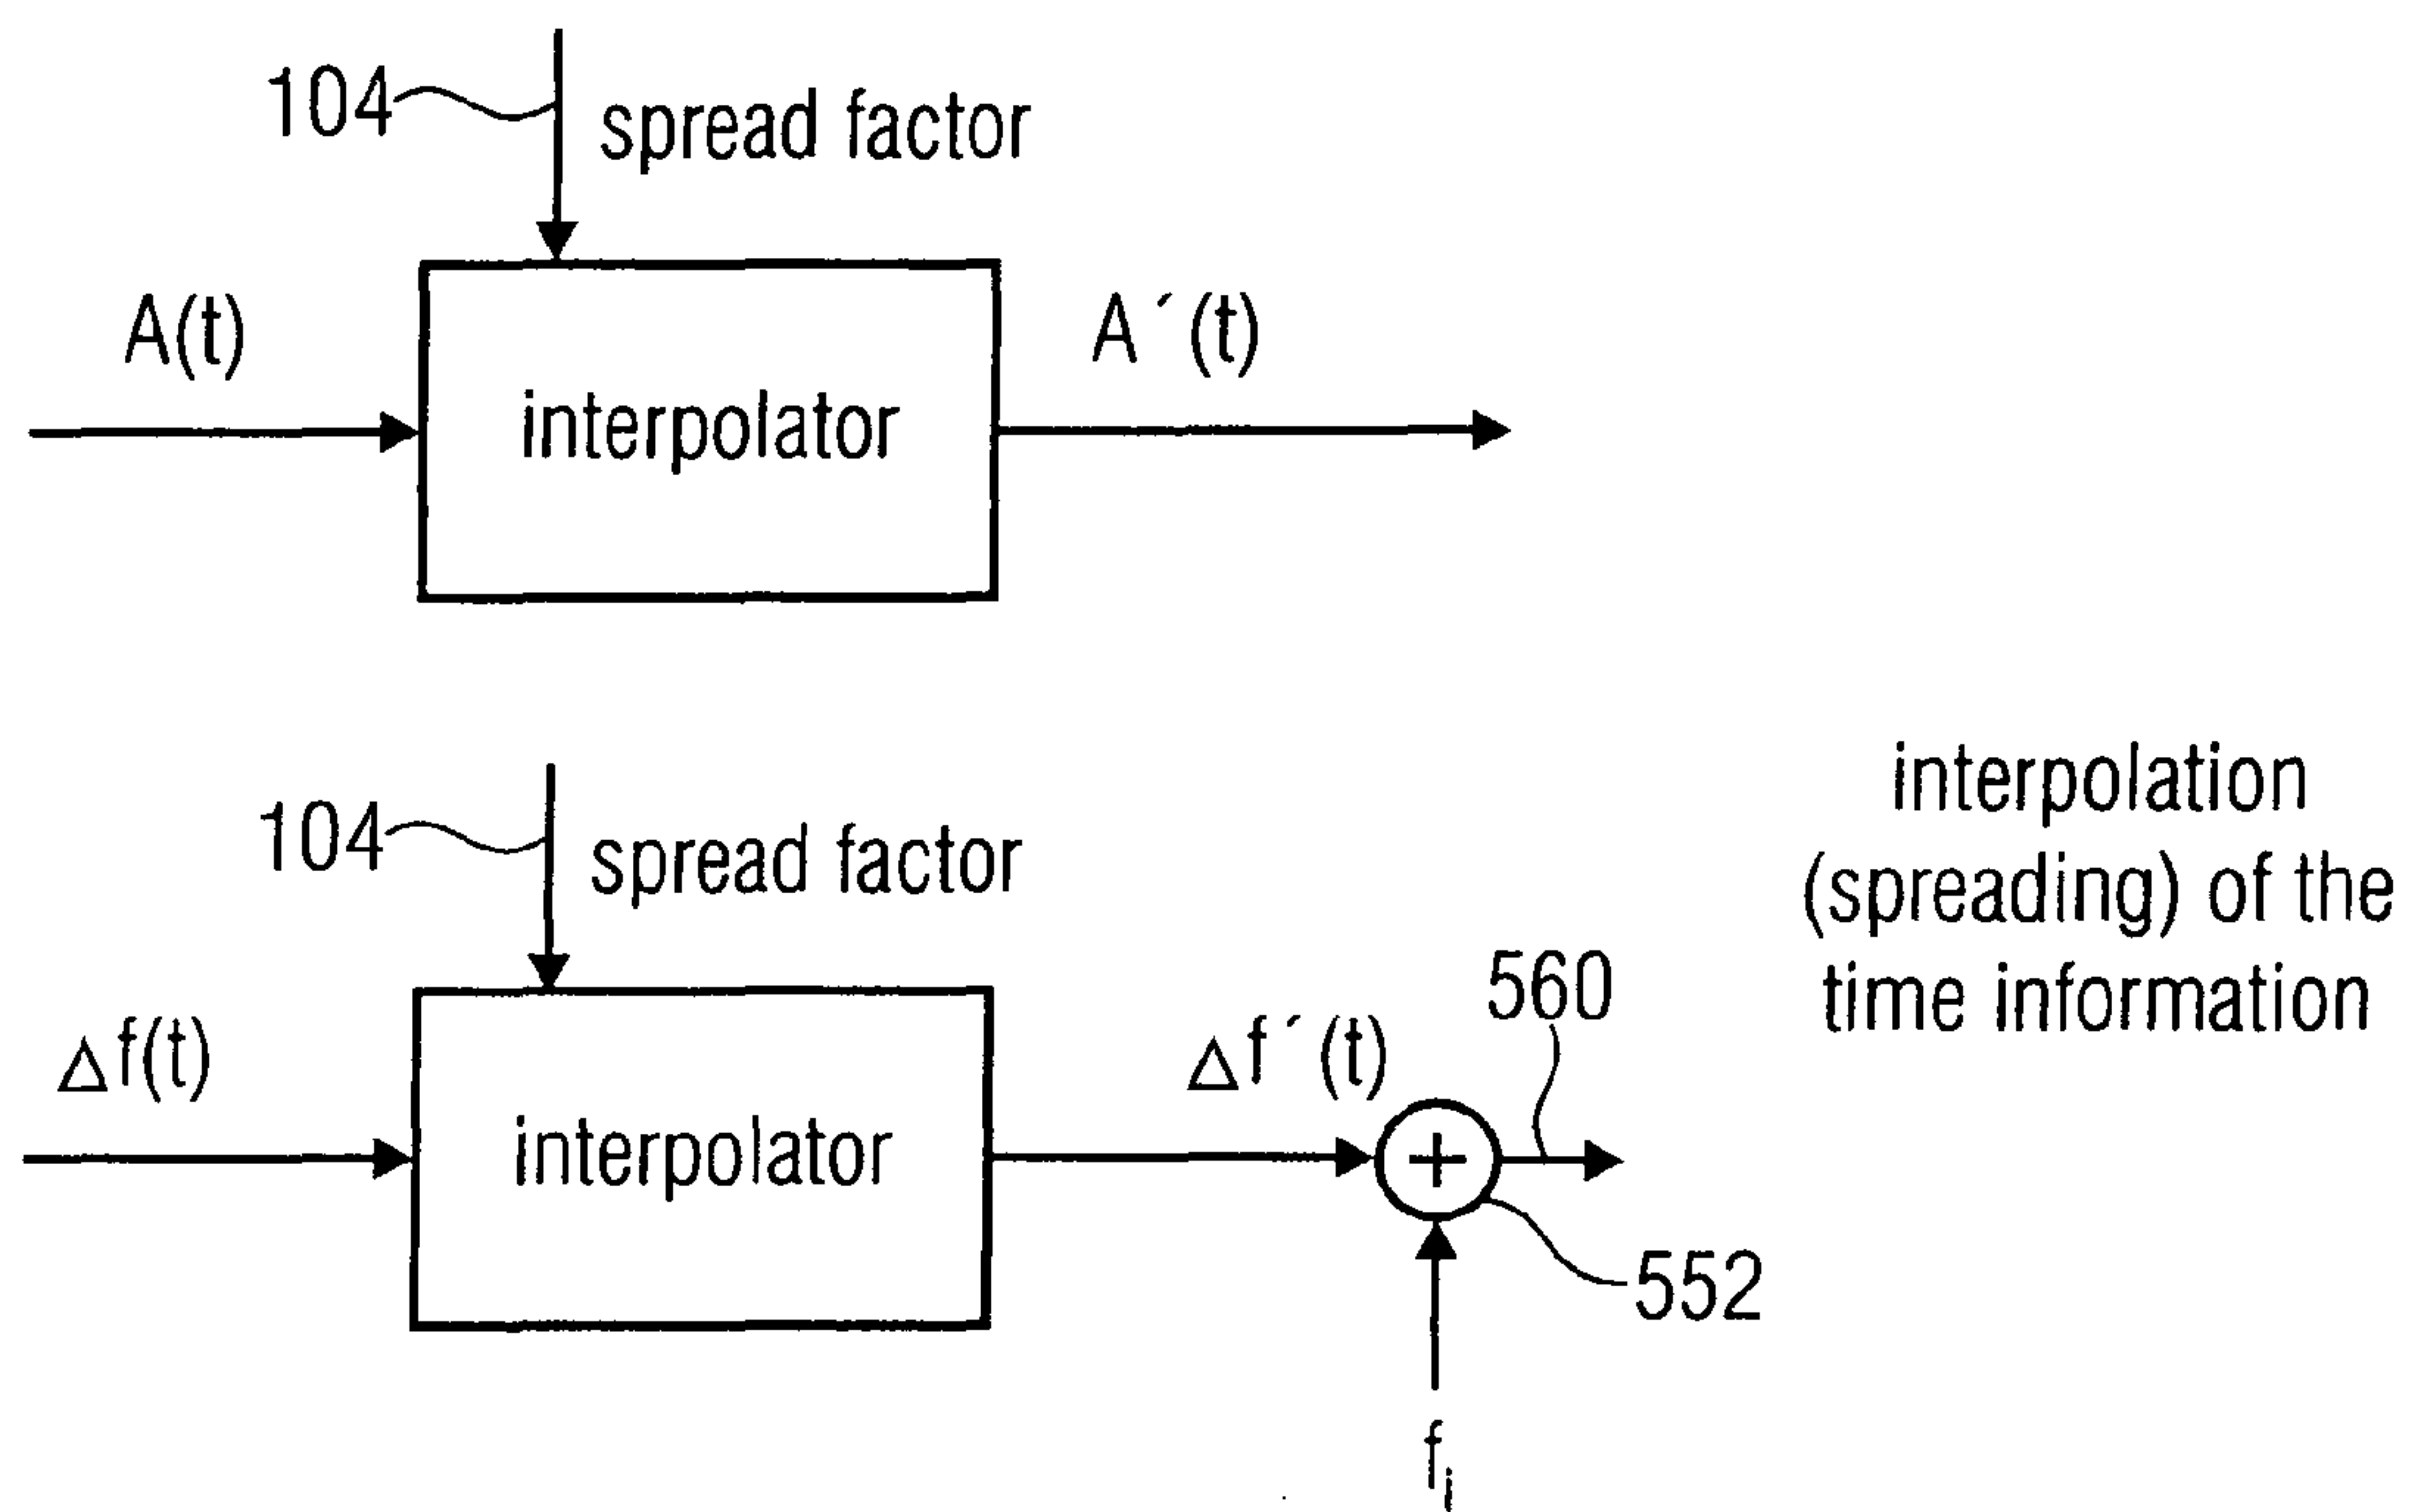 104
spread factor
A(t)
A´(t)
interpolator
104
spread factor
interpolation
(spreading) of the
time information
560
Δf(t)
Δf´(t)
interpolator
+
552
fi